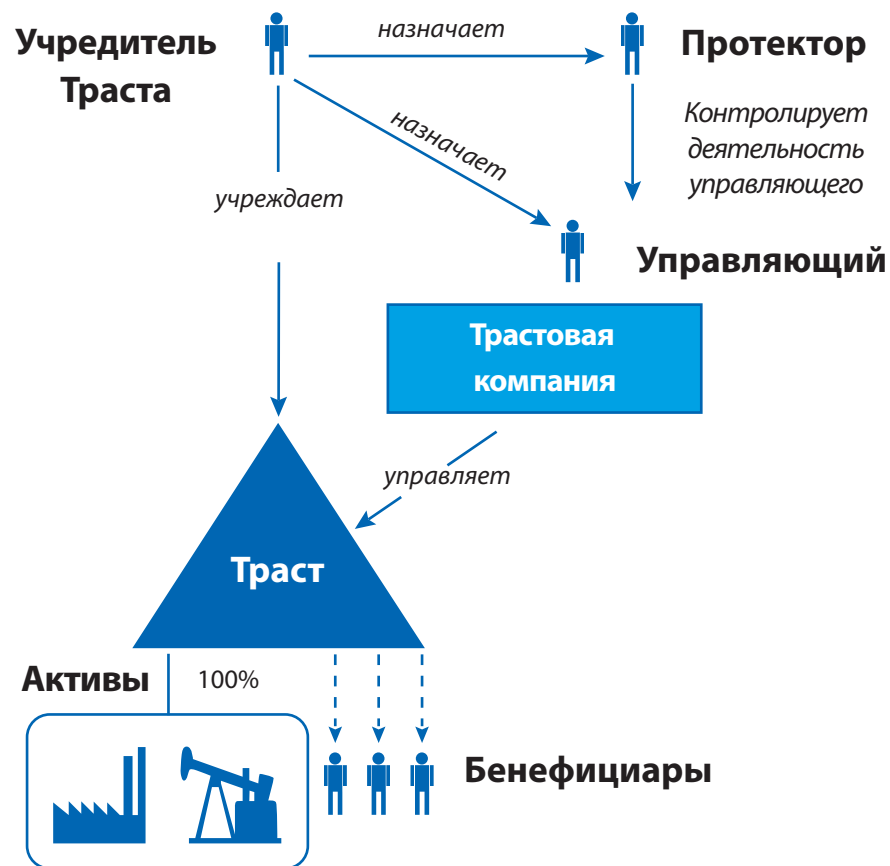 Учредитель
Траста
назначает
Протектор
Контролирует
деятельность
управляющего
назначает
учреждает
Управляющий
Трастовая
компания
управляет
Траст
Активы
100%
Бенефициары